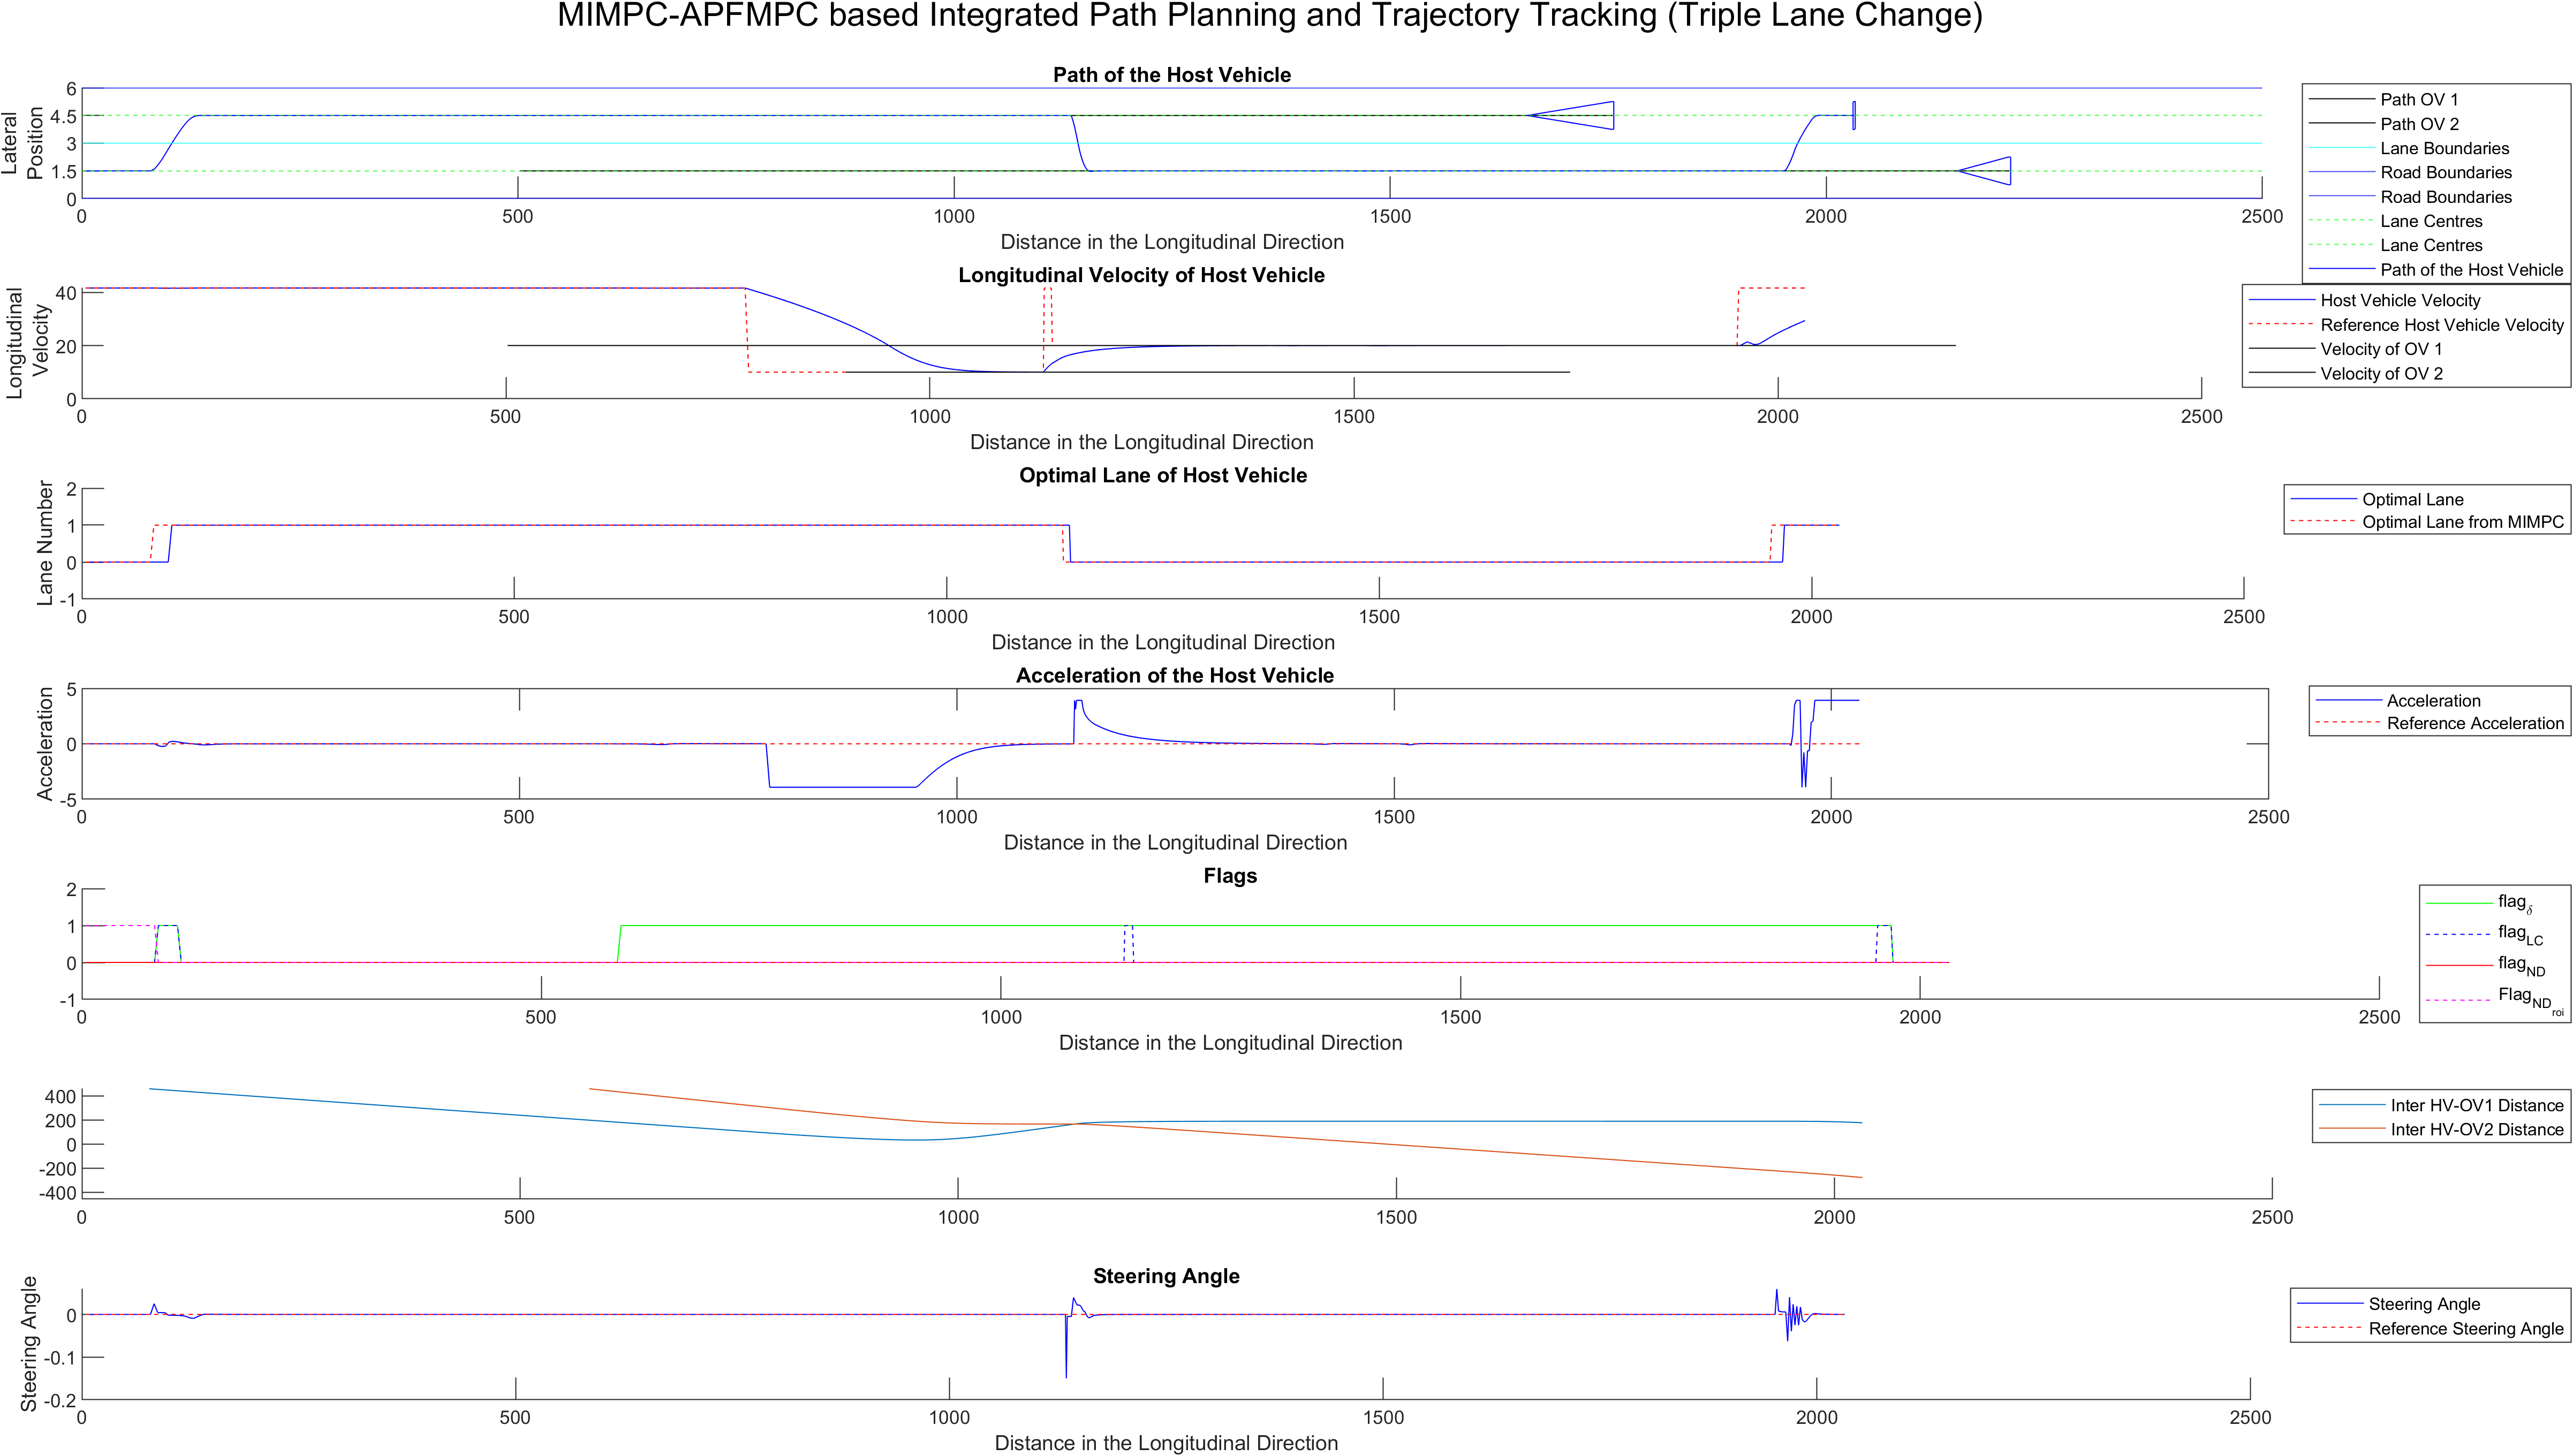 MIMPC-APFMPC based Integrated Path Planning and Trajectory Tracking (Triple Lane Change)
Path of the Host Vehicle
Lateral
Position
6
4.5
3
1.5
0
0 500 1000 1500 2000 2500
Distance in the Longitudinal Direction
Path OV 1
Path OV 2
Lane Boundaries
Road Boundaries
Road Boundaries
Lane Centres
Lane Centres
Path of the Host Vehicle
Longitudinal Velocity of Host Vehicle
Longitudinal
Velocity
40
20
0
0 500 1000 1500 2000 2500
Distance in the Longitudinal Direction
Host Vehicle Velocity
Reference Host Vehicle Velocity
Velocity of OV 1
Velocity of OV 2
Optimal Lane of Host Vehicle
Lane Number
2
1
0
-1
0 500 1000 1500 2000 2500
Distance in the Longitudinal Direction
Optimal Lane
Optimal Lane from MIMPC
Acceleration of the Host Vehicle
Acceleration
5
0
-5
0 500 1000 1500 2000 2500
Distance in the Longitudinal Direction
Acceleration
Reference Acceleration
Flags
2
1
0
-1
0 500 1000 1500 2000 2500
Distance in the Longitudinal Direction
flag δ
flag LC
flag ND
Flag ND roi
400
200
0
-200
-400
0 500 1000 1500 2000 2500
Inter HV-OV1 Distance
Inter HV-OV2 Distance
Steering Angle
Steering Angle
0
-0.1
-0.2
0 500 1000 1500 2000 2500
Distance in the Longitudinal Direction
Steering Angle
Reference Steering Angle